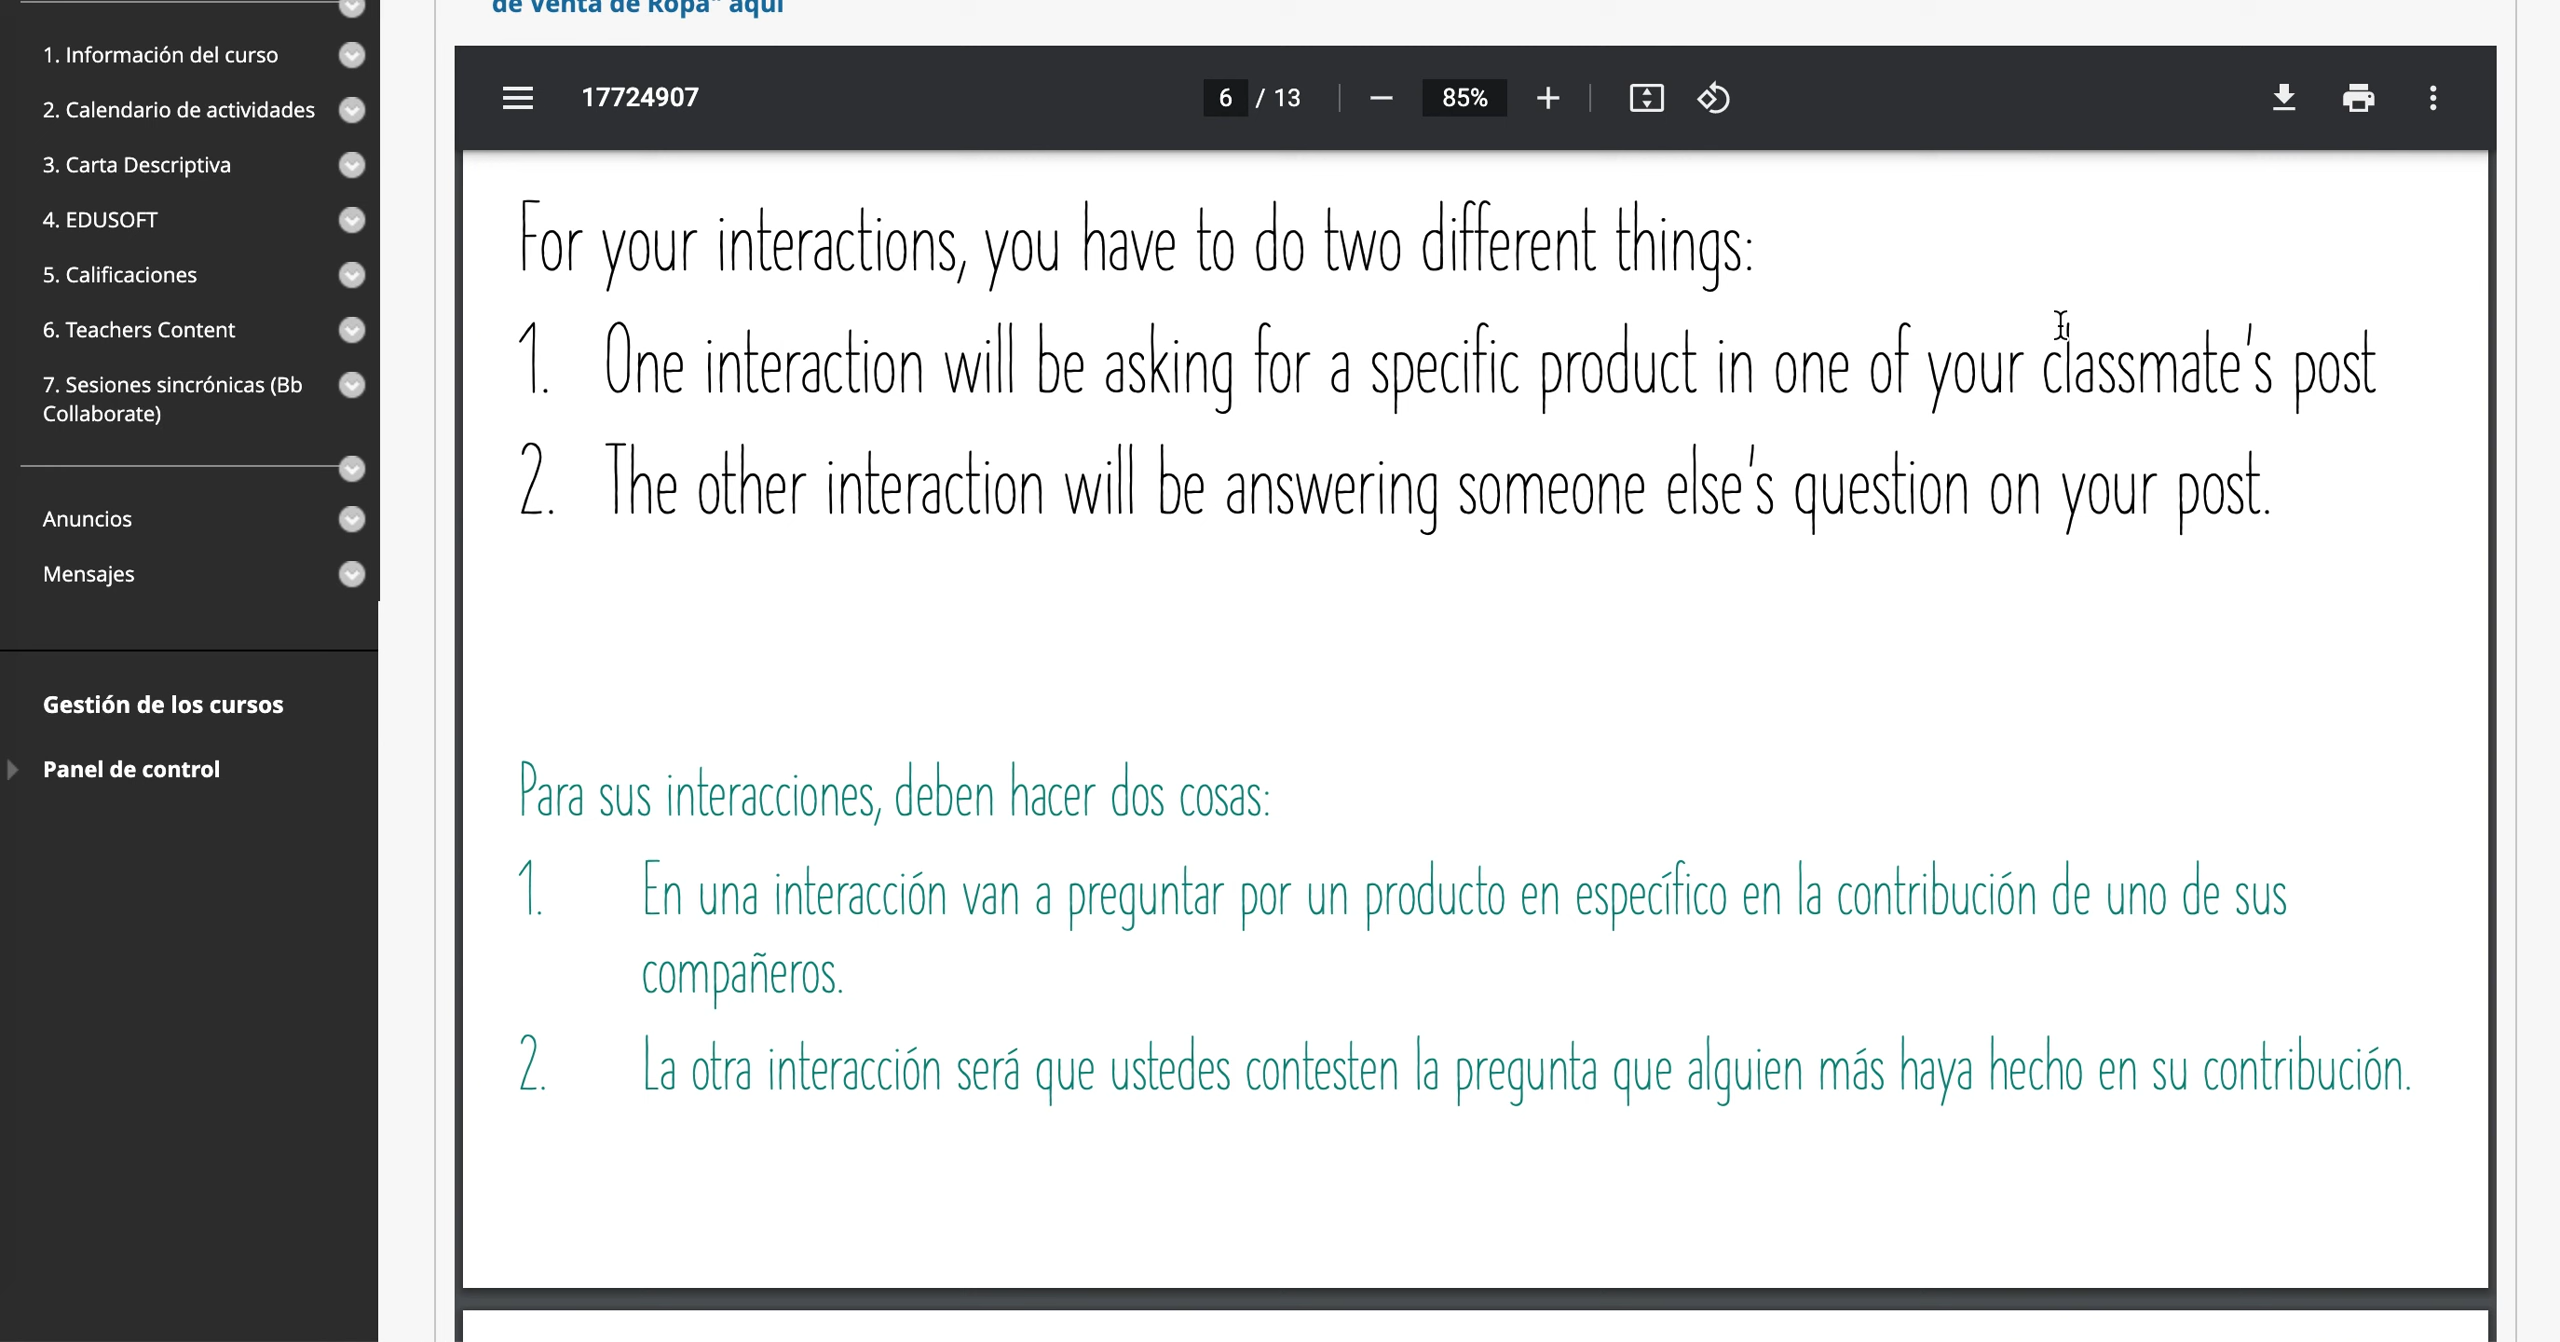 de Venta de Ropa" aquí
1. Información del curso
2. Calendario de actividades
3. Carta Descriptiva
4. EDUSOFT
5. Calificaciones
6. Teachers Content
7. Sesiones sincrónicas (Bb
Collaborate)
Anuncios
Mensajes
Gestión de los cursos
Panel de control
17724907
6 / 13
85%
For your interactions, you have to do two different things:
1. One interaction will be asking for a specific product in one of your classmate's post
2. The other interaction will be answering someone else's question on your post.
Para sus interacciones, deben hacer dos cosas:
1. En una interacción van a preguntar por un producto en específico en la contribución de uno de sus
compañeros.
2. La otra interacción será que ustedes contesten la pregunta que alguien más haya hecho en su contribución.